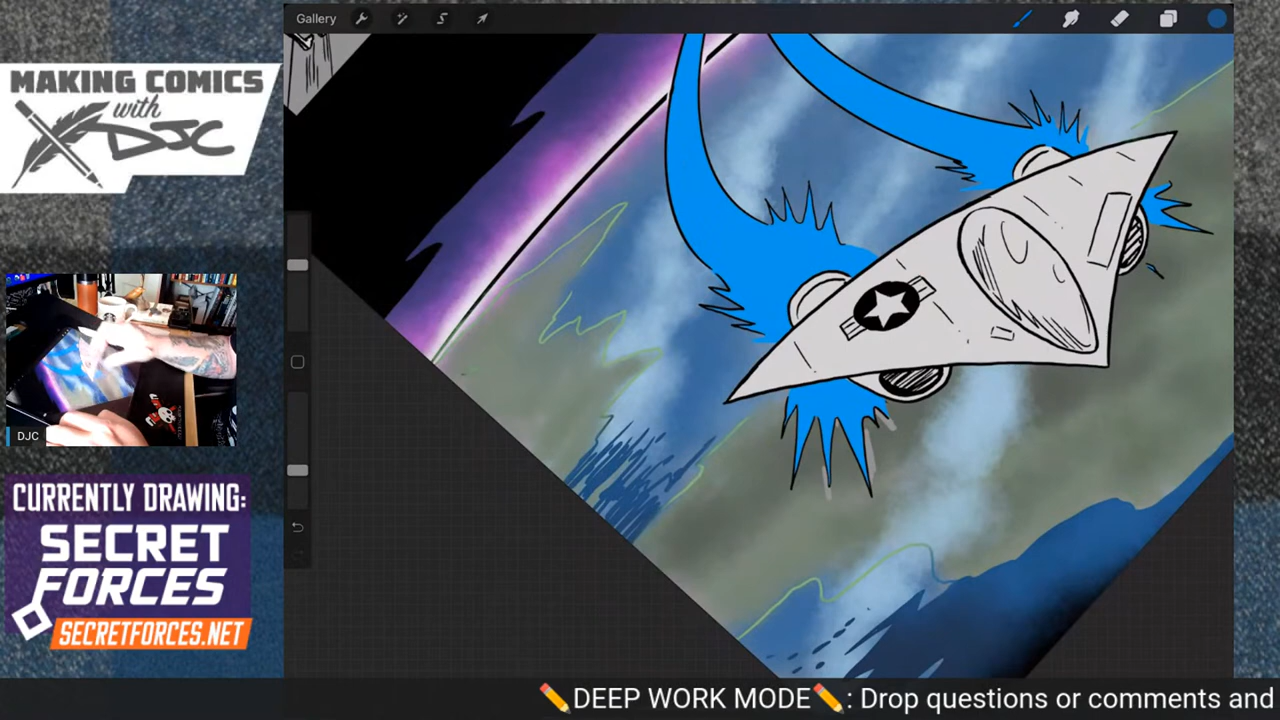 Gallery
MAKING COMICS
with
DJC
DJC
CURRENTLY DRAWING:
SECRET
FORCES
SECRETFORCES.NET
✏️DEEP WORK MODE✏️: Drop questions or comments and